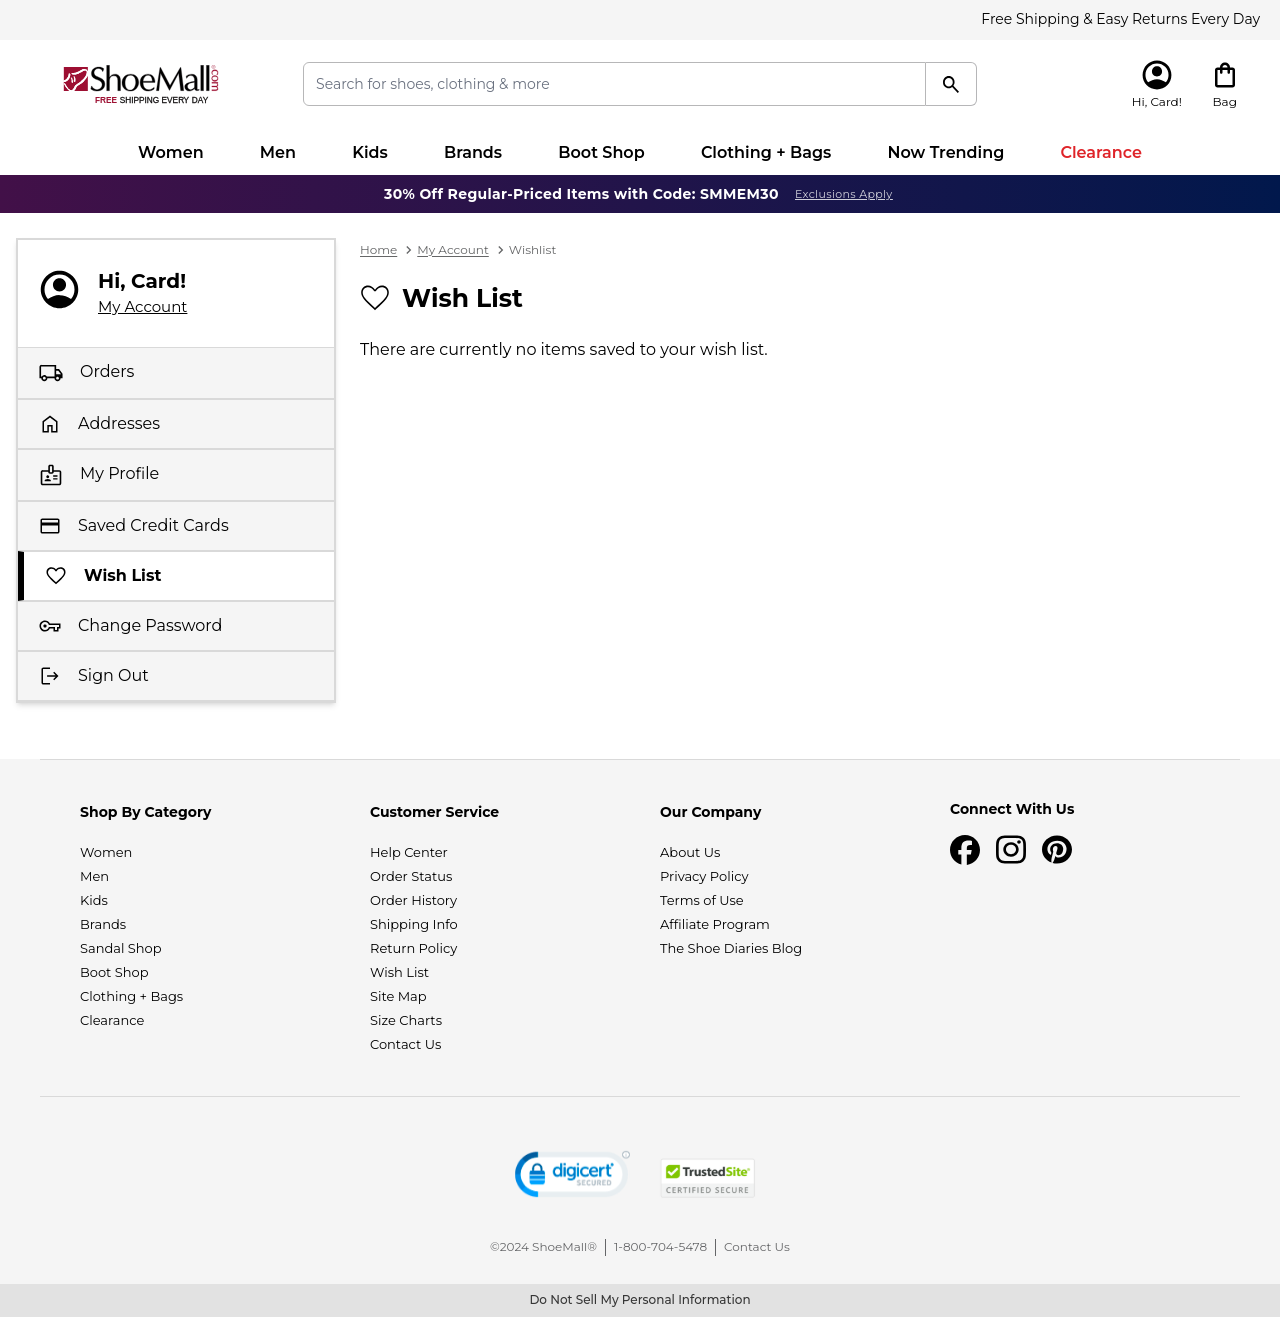 Free Shipping & Easy Returns Every Day
ShoeMall®.com
FREE SHIPPING EVERY DAY
Search for shoes, clothing & more
Hi, Card!
Bag
Women Men Kids Brands Boot Shop Clothing + Bags Now Trending Clearance
30% Off Regular-Priced Items with Code: SMMEM30 Exclusions Apply
Hi, Card!
My Account
Orders
Addresses
My Profile
Saved Credit Cards
Wish List
Change Password
Sign Out
Home > My Account > Wishlist
Wish List
There are currently no items saved to your wish list.
Shop By Category
Women
Men
Kids
Brands
Sandal Shop
Boot Shop
Clothing + Bags
Clearance
Customer Service
Help Center
Order Status
Order History
Shipping Info
Return Policy
Wish List
Site Map
Size Charts
Contact Us
Our Company
About Us
Privacy Policy
Terms of Use
Affiliate Program
The Shoe Diaries Blog
Connect With Us
digicert
SECURED
TrustedSite
CERTIFIED SECURE
©2024 ShoeMall® | 1-800-704-5478 | Contact Us
Do Not Sell My Personal Information